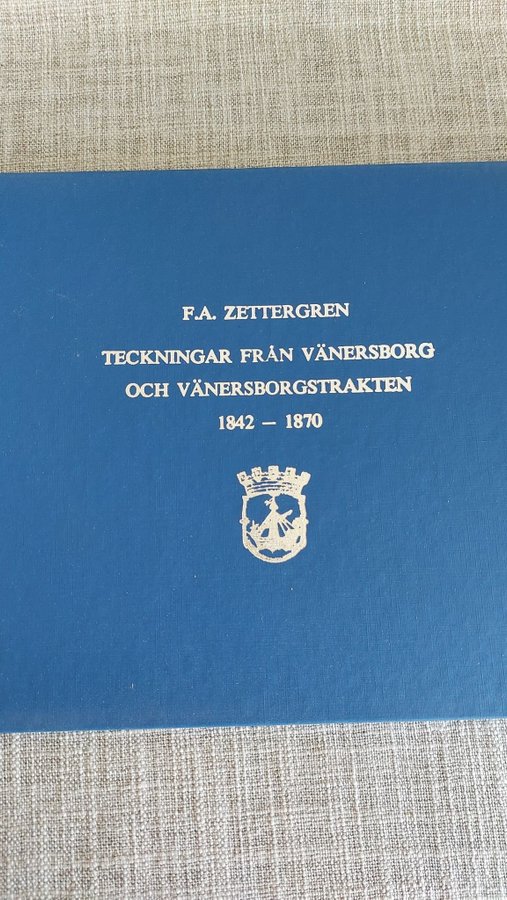 F.A. ZETTERGREN
TECKNINGAR FRÅN VÄNERSBORG
OCH VÄNERSBORGSTRAKTEN
1842 – 1870